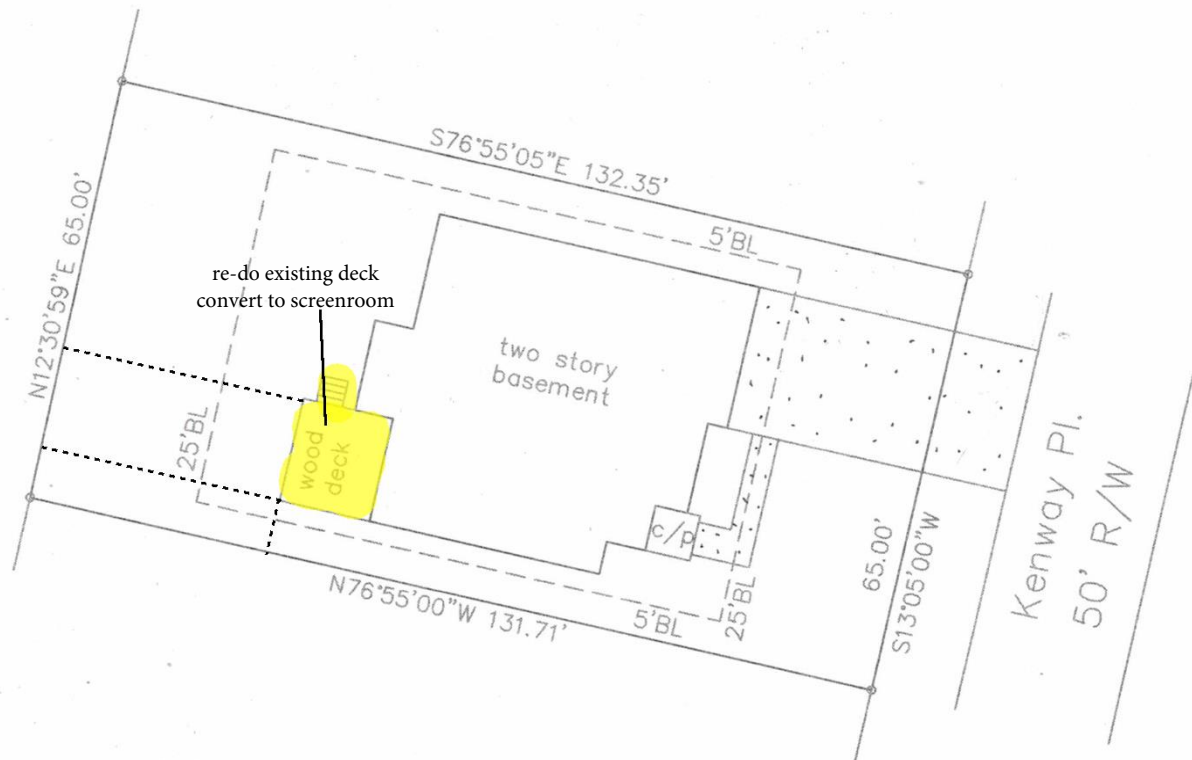 S76°55'05"E 132.35'
5'BL
N12°30'59"E 65.00'
re-do existing deck
convert to screenroom
two story
basement
25'BL
wood
deck
c/p
Kenway Pl.
50' R/W
65.00'
S13°05'00"W
25'BL
N76°55'00"W 131.71'
5'BL